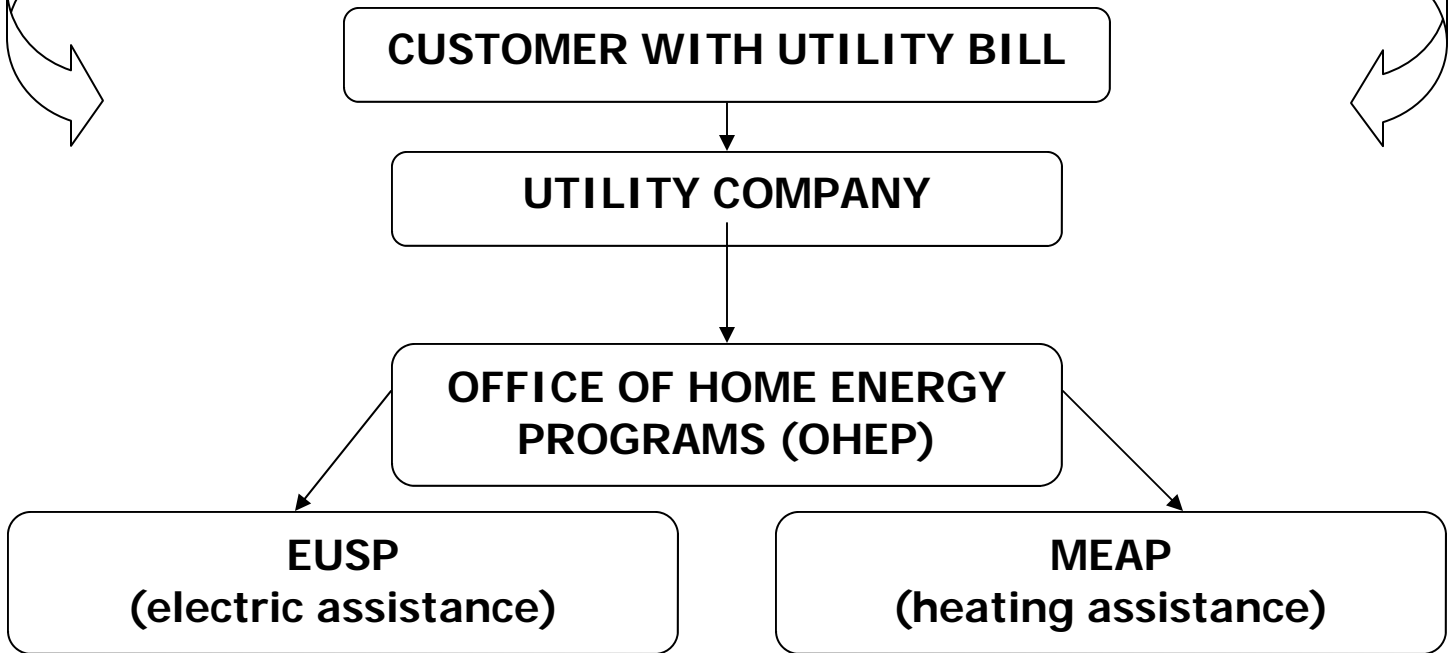 CUSTOMER WITH UTILITY BILL
UTILITY COMPANY
OFFICE OF HOME ENERGY
PROGRAMS (OHEP)
EUSP
(electric assistance)
MEAP
(heating assistance)